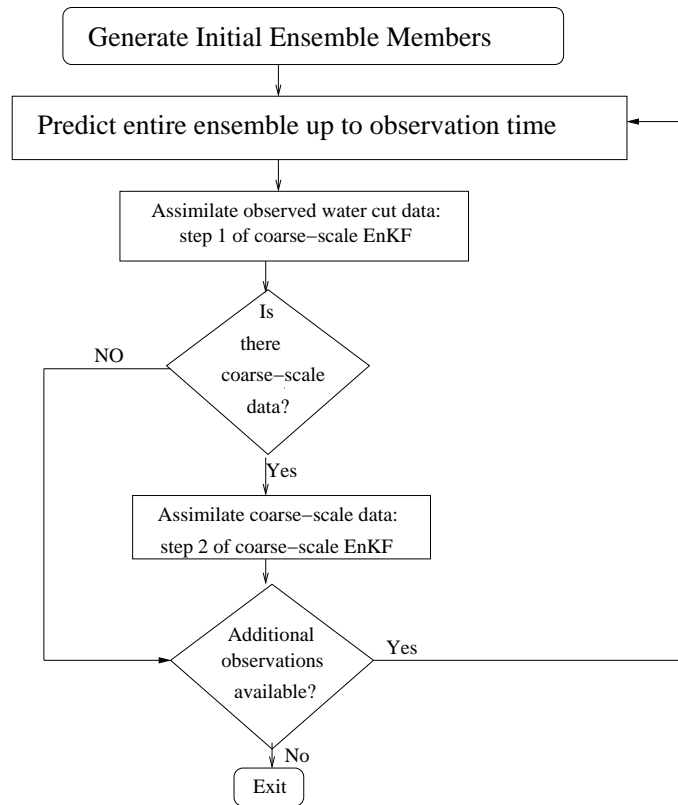 Generate Initial Ensemble Members
Predict entire ensemble up to observation time
Assimilate observed water cut data:
step 1 of coarse−scale EnKF
Is
there
coarse−scale
data?
NO
Yes
Assimilate coarse−scale data:
step 2 of coarse−scale EnKF
Additional
observations
available?
Yes
No
Exit